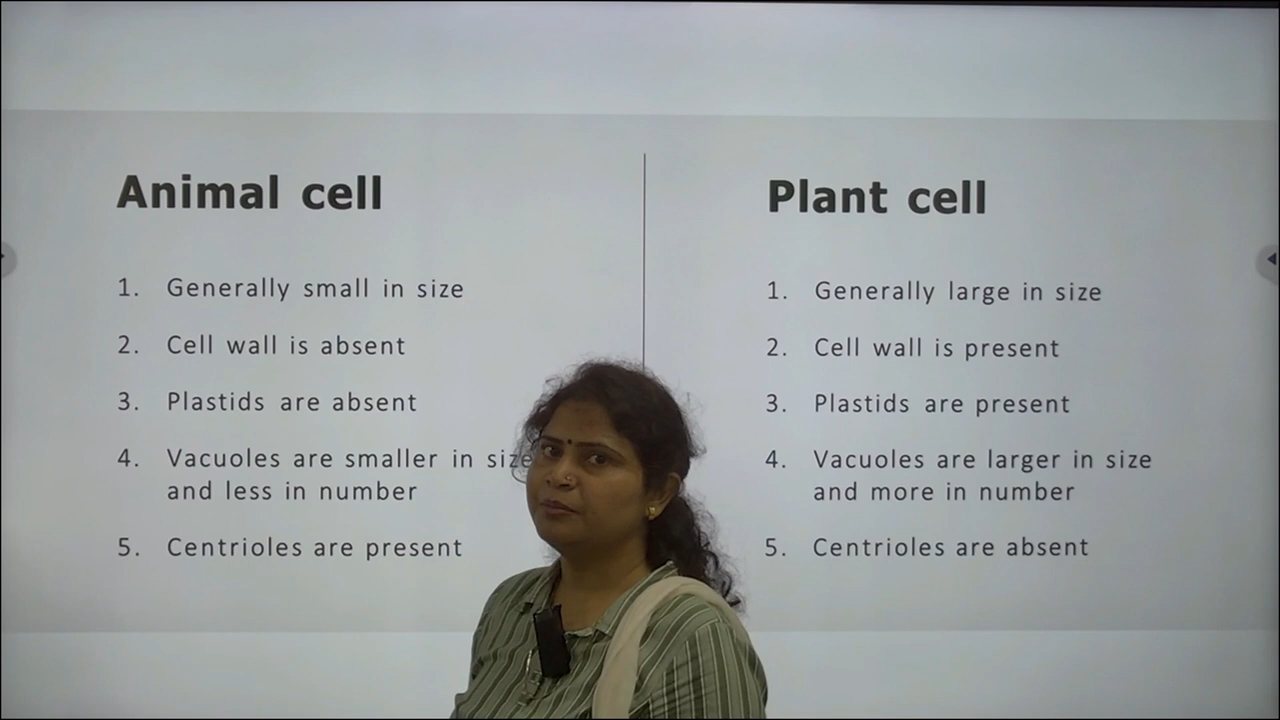 Animal cell
1. Generally small in size
2. Cell wall is absent
3. Plastids are absent
4. Vacuoles are smaller in size
and less in number
5. Centrioles are present
Plant cell
1. Generally large in size
2. Cell wall is present
3. Plastids are present
4. Vacuoles are larger in size
and more in number
5. Centrioles are absent